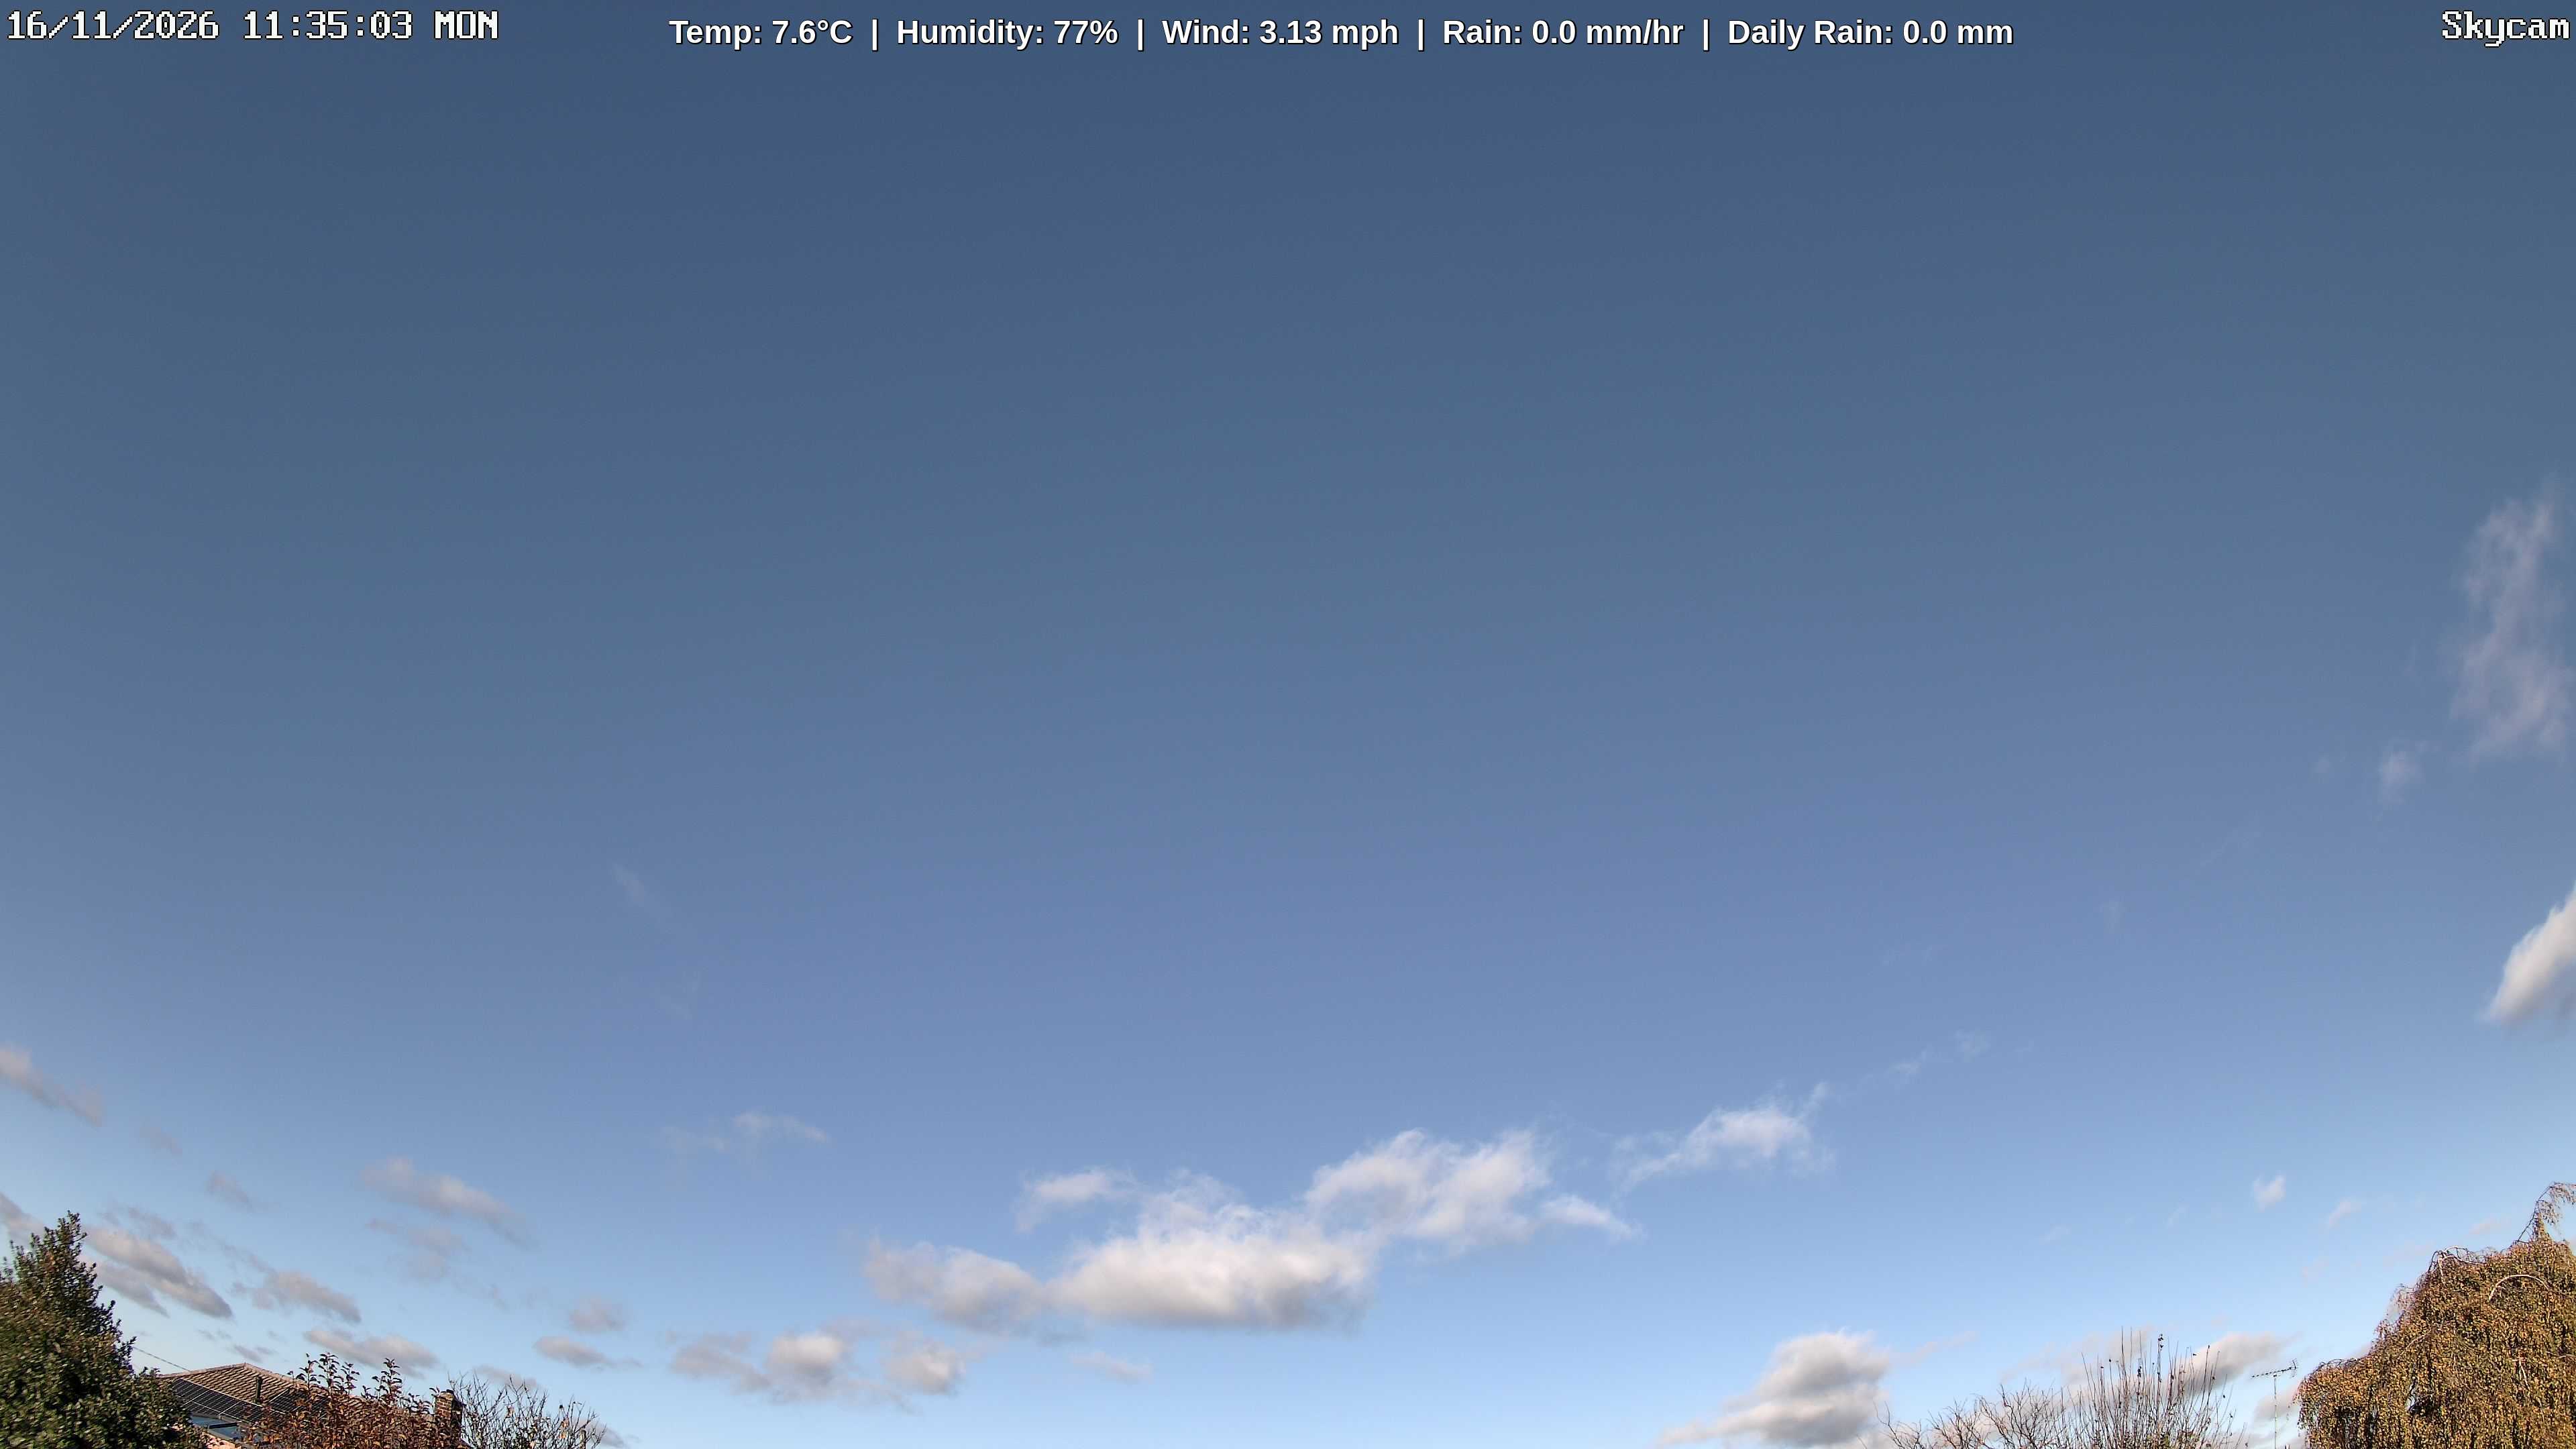 16/11/2026 11:35:03 MON
Temp: 7.6°C | Humidity: 77% | Wind: 3.13 mph | Rain: 0.0 mm/hr | Daily Rain: 0.0 mm
Skycam